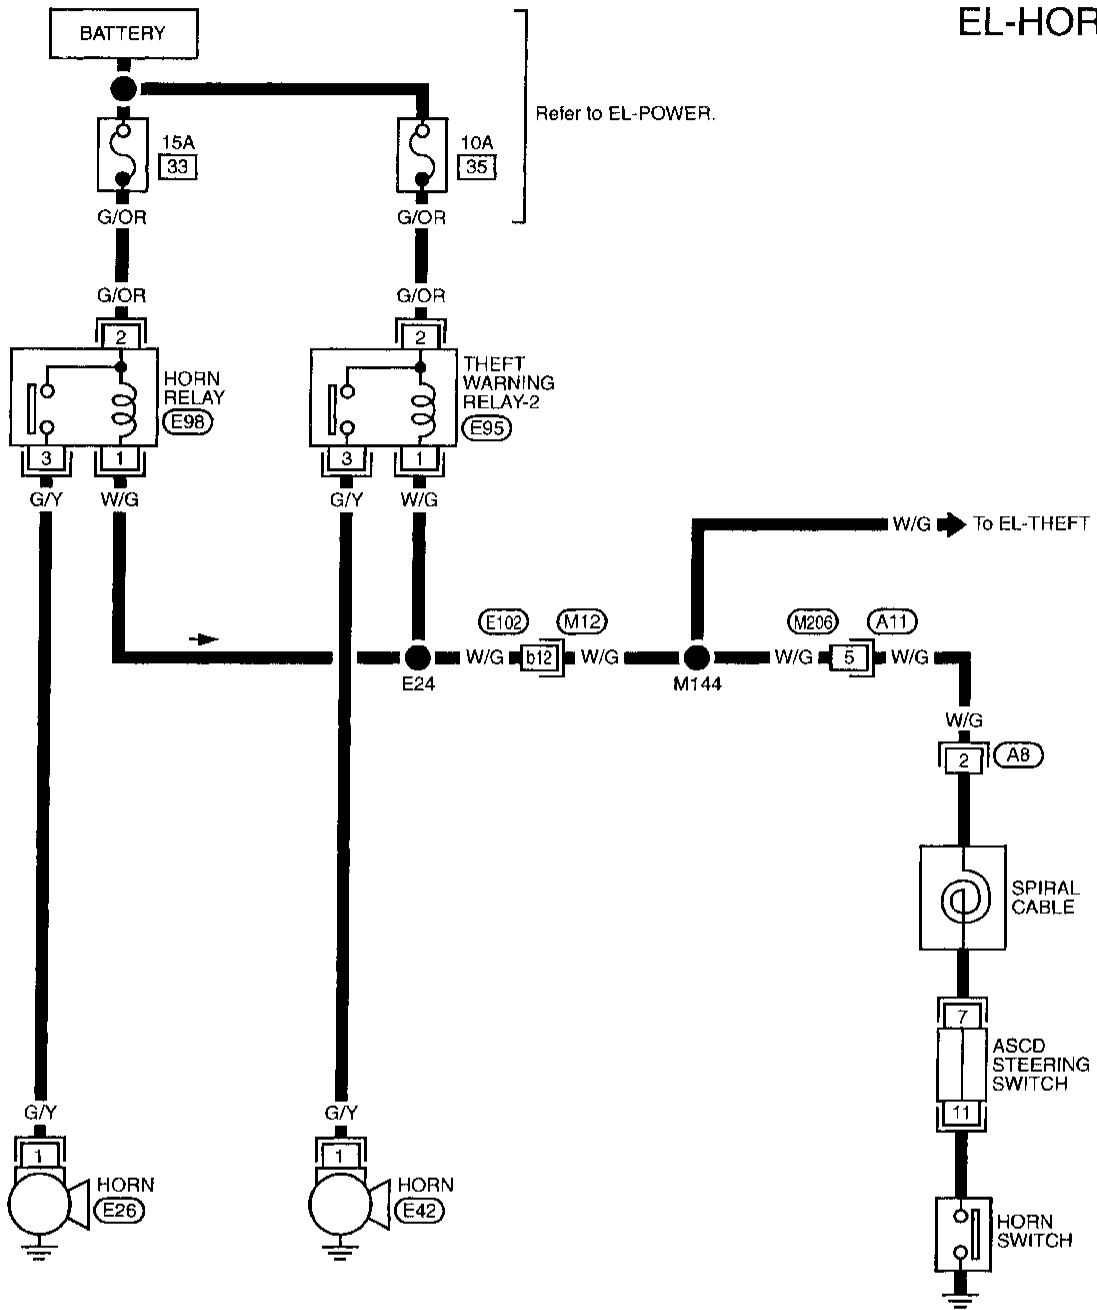 EL-HOR
BATTERY
Refer to EL-POWER.
15A
33
10A
35
G/OR
G/OR
G/OR
G/OR
2
2
HORN
RELAY
E98
THEFT
WARNING
RELAY-2
E95
3
1
3
1
G/Y
W/G
G/Y
W/G
W/G
To EL-THEFT
E102
M12
M206
A11
W/G
b12
W/G
W/G
5
W/G
E24
M144
W/G
2
A8
SPIRAL
CABLE
7
ASCD
STEERING
SWITCH
11
G/Y
G/Y
1
1
HORN
E26
HORN
E42
HORN
SWITCH